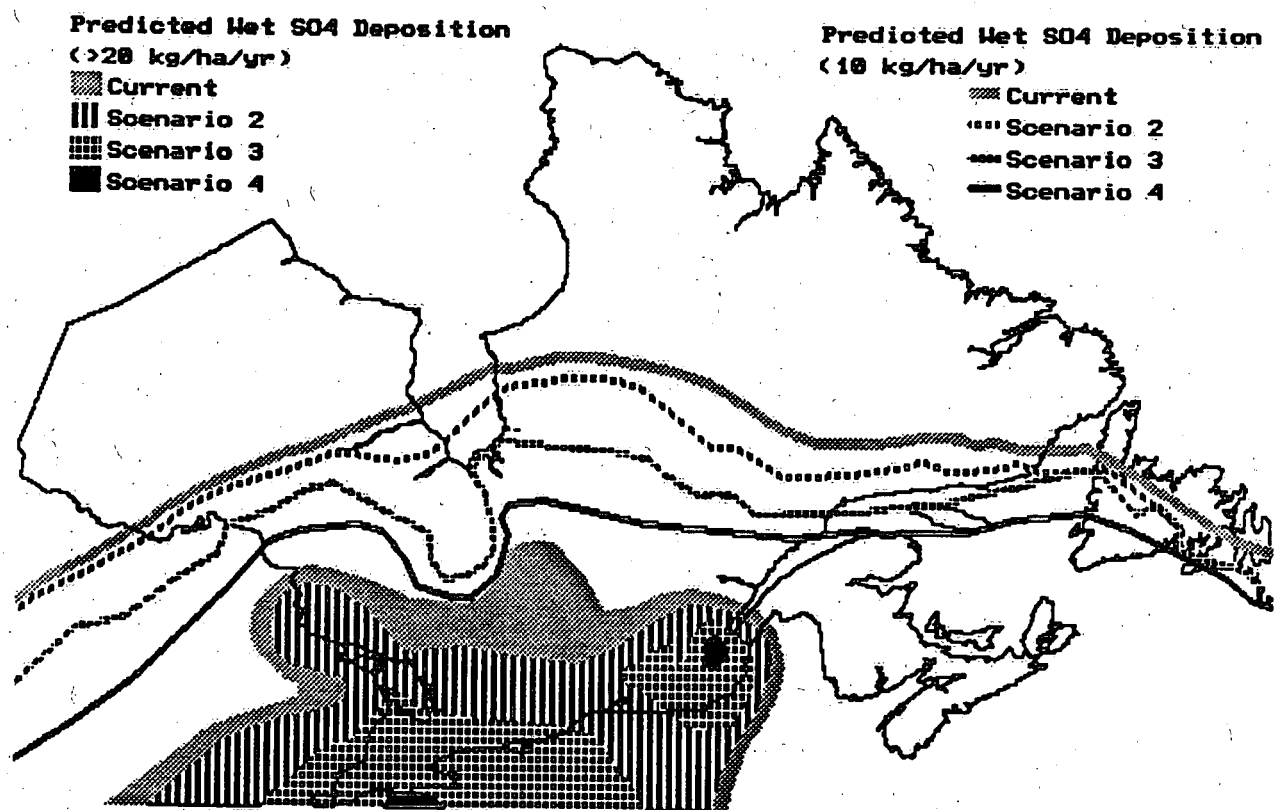 Predicted Wet SO4 Deposition
(>20 kg/ha/yr)
Current
Scenario 2
Scenario 3
Scenario 4
Predicted Wet SO4 Deposition
(10 kg/ha/yr)
Current
Scenario 2
Scenario 3
Scenario 4